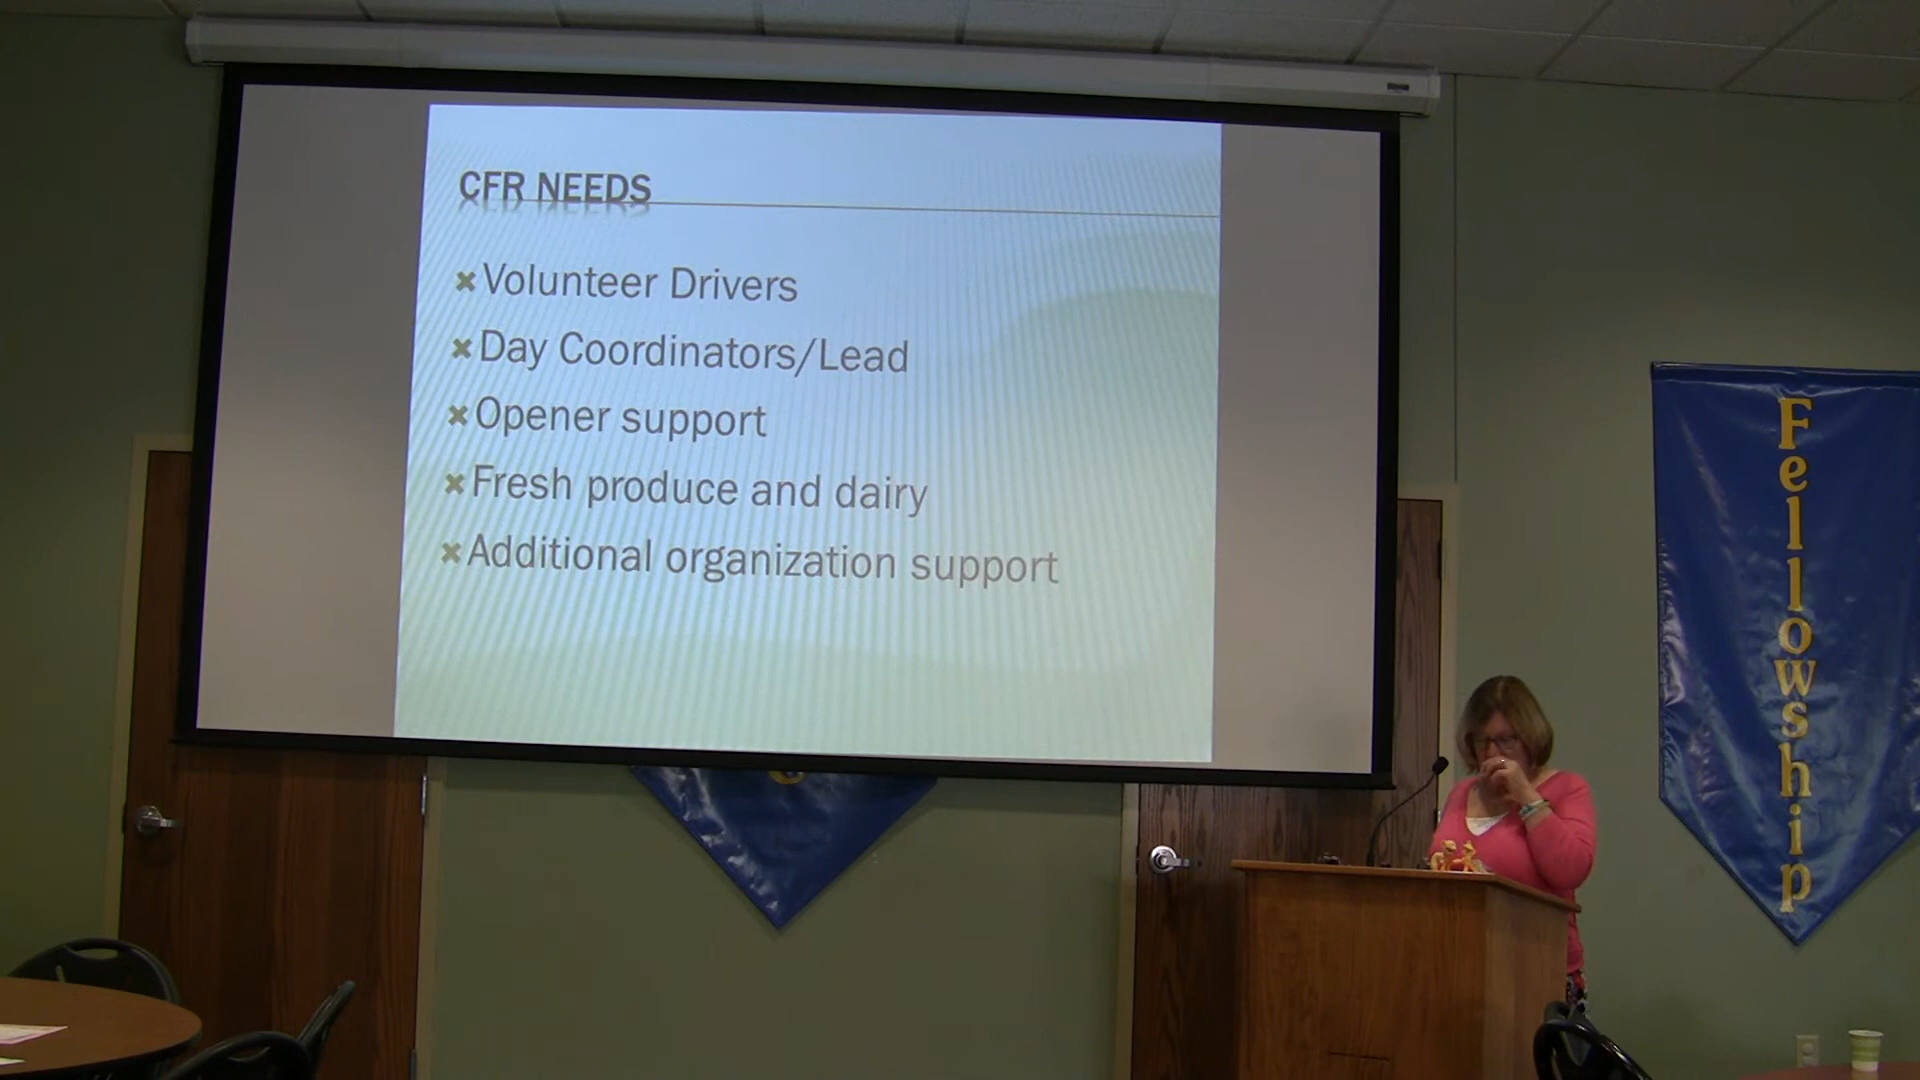 CFR NEEDS
Volunteer Drivers
Day Coordinators/Lead
Opener support
Fresh produce and dairy
Additional organization support
Fellowship